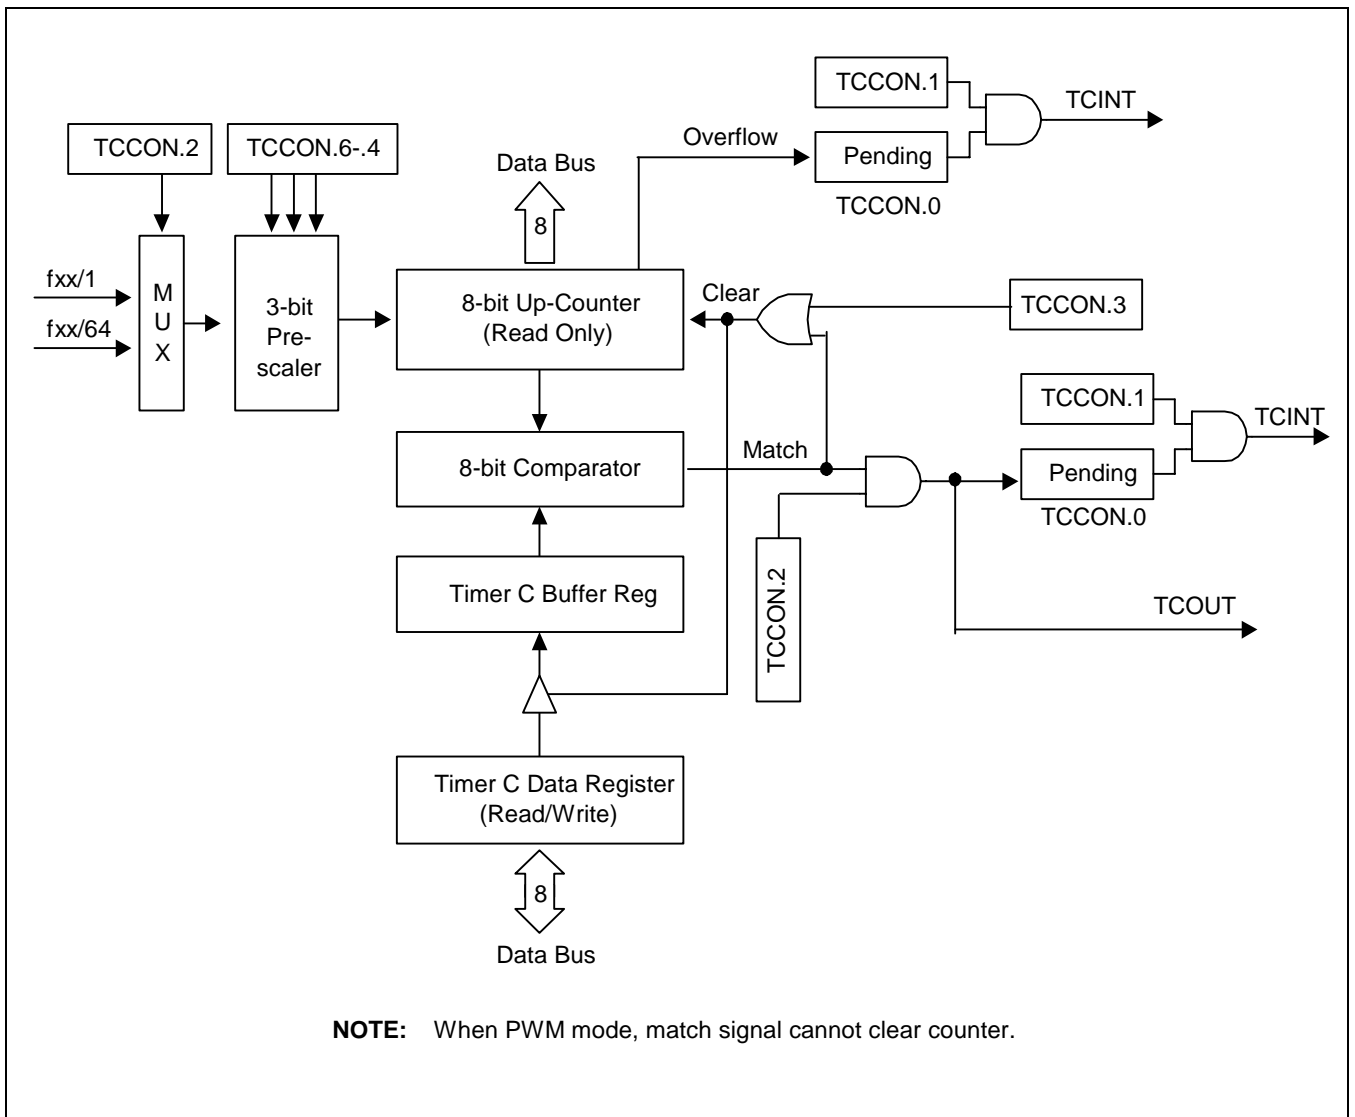 TCCON.1
TCINT
Overflow
Pending
TCCON.0
TCCON.2
TCCON.6-.4
Data Bus
8
fxx/1
fxx/64
M
U
X
3-bit
Pre-
scaler
8-bit Up-Counter
(Read Only)
Clear
TCCON.3
TCCON.1
TCINT
Pending
TCCON.0
8-bit Comparator
Match
TCCON.2
TCOUT
Timer C Buffer Reg
Timer C Data Register
(Read/Write)
8
Data Bus
NOTE: When PWM mode, match signal cannot clear counter.